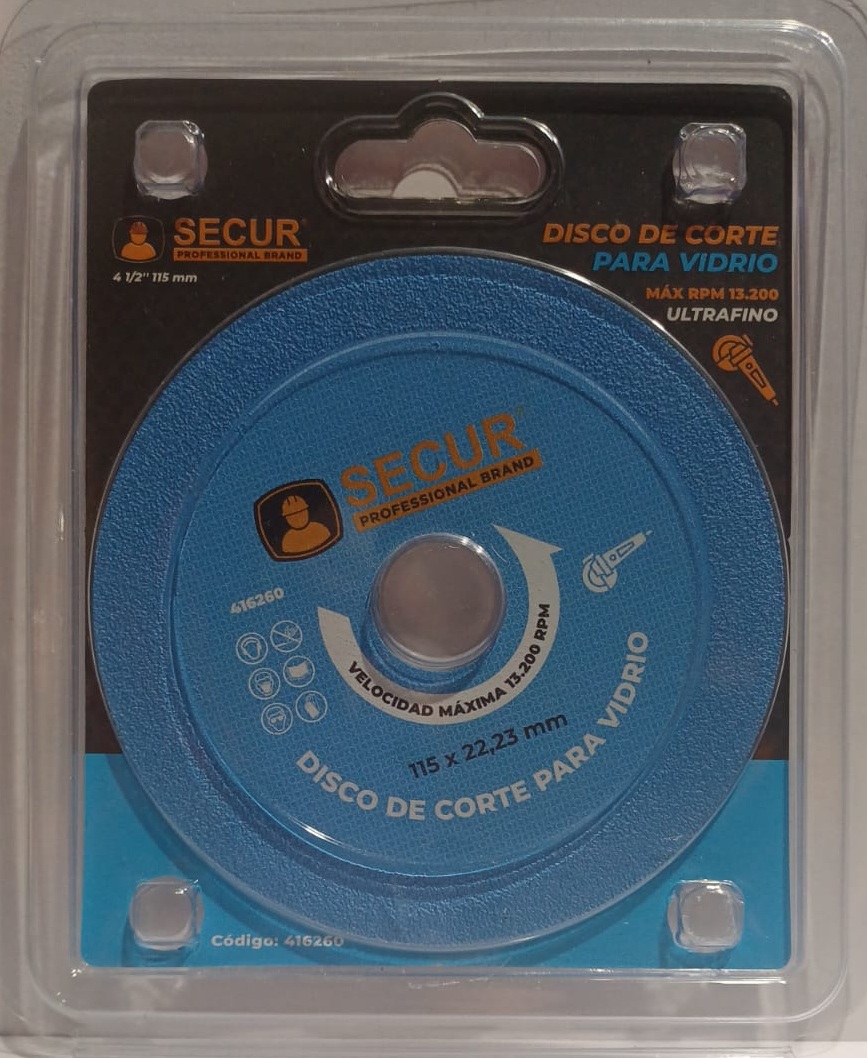 SECUR
PROFESSIONAL BRAND
4 1/2'' 115 mm
DISCO DE CORTE
PARA VIDRIO
MÁX RPM 13.200
ULTRAFINO
SECUR
PROFESSIONAL BRAND
416260
VELOCIDAD MÁXIMA 13.200 RPM
115 x 22,23 mm
DISCO DE CORTE PARA VIDRIO
Código: 416260